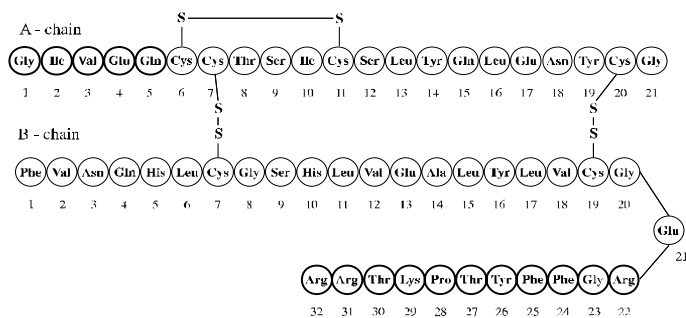 S S
A - chain
Gly Ile Val Glu Gln Cys Cys Thr Ser Ile Cys Ser Leu Tyr Gln Leu Glu Asn Tyr Cys Gly
1 2 3 4 5 6 7 8 9 10 11 12 13 14 15 16 17 18 19 20 21
S S
S S
B - chain
Phe Val Asn Gln His Leu Cys Gly Ser His Leu Val Glu Ala Leu Tyr Leu Val Cys Gly
1 2 3 4 5 6 7 8 9 10 11 12 13 14 15 16 17 18 19 20
Glu
21
Arg Arg Thr Lys Pro Thr Tyr Phe Phe Gly Arg
32 31 30 29 28 27 26 25 24 23 22